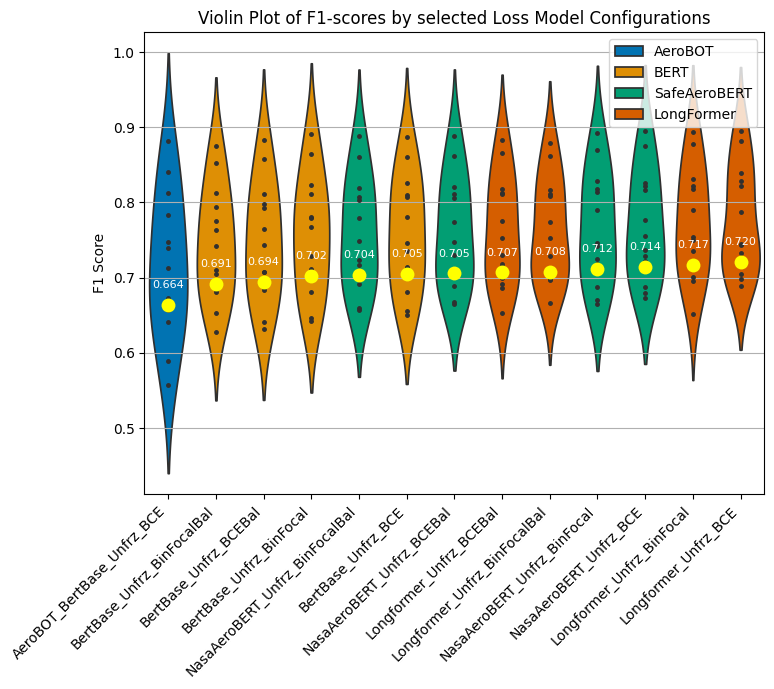 Violin Plot of F1-scores by selected Loss Model Configurations
AeroBOT
BERT
SafeAeroBERT
LongFormer
F1 Score
1.0
0.9
0.8
0.7
0.6
0.5
0.664
0.691
0.694
0.702
0.704
0.705
0.705
0.707
0.708
0.712
0.714
0.717
0.720
AeroBOT_BertBase_Unfrz_BCE
BertBase_Unfrz_BinFocalBal
BertBase_Unfrz_BCEBal
BertBase_Unfrz_BinFocal
NasaAeroBERT_Unfrz_BinFocalBal
BertBase_Unfrz_BCE
NasaAeroBERT_Unfrz_BCEBal
Longformer_Unfrz_BCEBal
Longformer_Unfrz_BinFocalBal
NasaAeroBERT_Unfrz_BinFocal
NasaAeroBERT_Unfrz_BCE
Longformer_Unfrz_BinFocal
Longformer_Unfrz_BCE